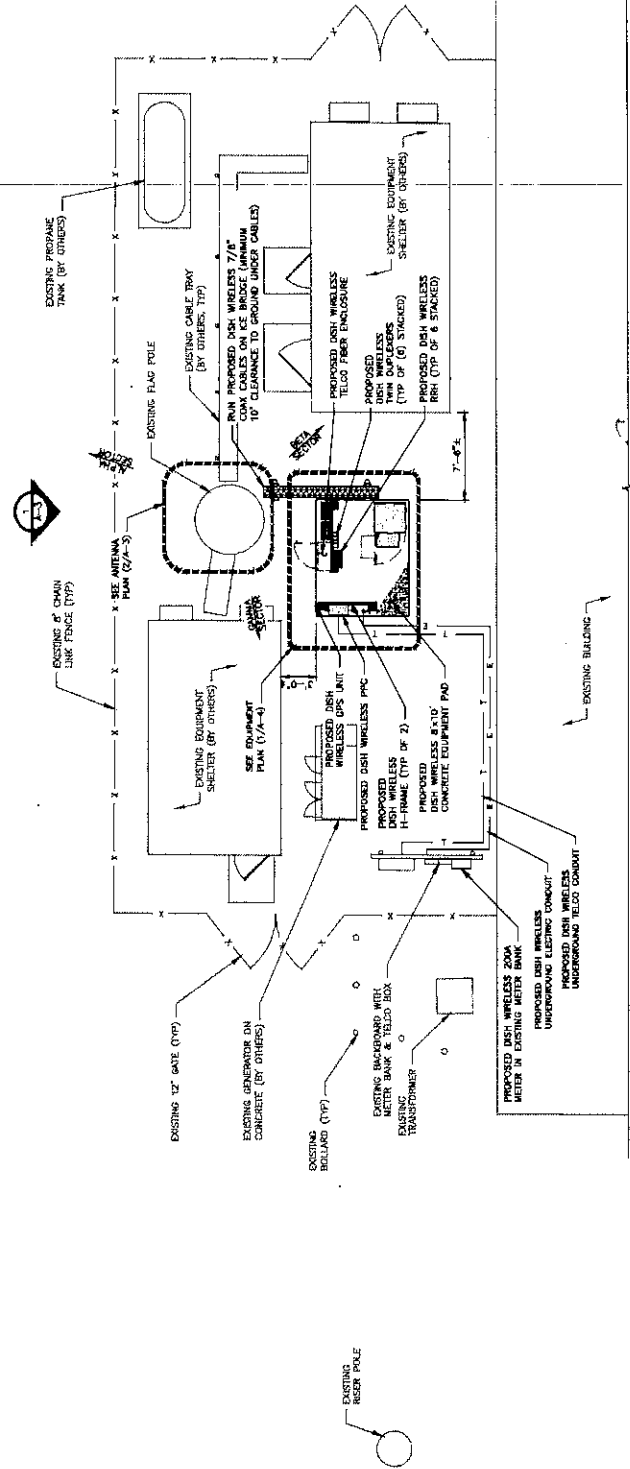 EXISTING PROPANE
TANK (BY OTHERS)
EXISTING FLAG POLE
EXISTING CABLE TRAY
(BY OTHERS, TYP)
RUN PROPOSED DISH WIRELESS 7/8"
COAX CABLES ON ICE BRIDGE (MINIMUM
10' CLEARANCE TO GROUND UNDER CABLES)
PROPOSED DISH WIRELESS
TELCO FIBER ENCLOSURE
EXISTING EQUIPMENT
SHELTER (BY OTHERS)
PROPOSED
DISH WIRELESS
TWIN DUPLEXERS
(TYP OF (6) STACKED)
PROPOSED DISH WIRELESS
RRH (TYP OF 6 STACKED)
ALPHA
SECTOR
BETA
SECTOR
GAMMA
SECTOR
7'-6"±
SEE ANTENNA
PLAN (2/A-3)
EXISTING 8' CHAIN
LINK FENCE (TYP)
EXISTING EQUIPMENT
SHELTER (BY OTHERS)
SEE EQUIPMENT
PLAN (1/A-4)
PROPOSED DISH
WIRELESS GPS UNIT
PROPOSED DISH WIRELESS PPC
PROPOSED
DISH WIRELESS
H-FRAME (TYP OF 2)
PROPOSED
DISH WIRELESS 8'x10'
CONCRETE EQUIPMENT PAD
EXISTING BUILDING
EXISTING 12' GATE (TYP)
EXISTING GENERATOR ON
CONCRETE (BY OTHERS)
EXISTING
BOLLARD (TYP)
EXISTING BACKBOARD WITH
METER BANK & TELCO BOX
EXISTING
TRANSFORMER
PROPOSED DISH WIRELESS 200A
METER IN EXISTING METER BANK
PROPOSED DISH WIRELESS
UNDERGROUND ELECTRIC CONDUIT
PROPOSED DISH WIRELESS
UNDERGROUND TELCO CONDUIT
EXISTING
RISER POLE